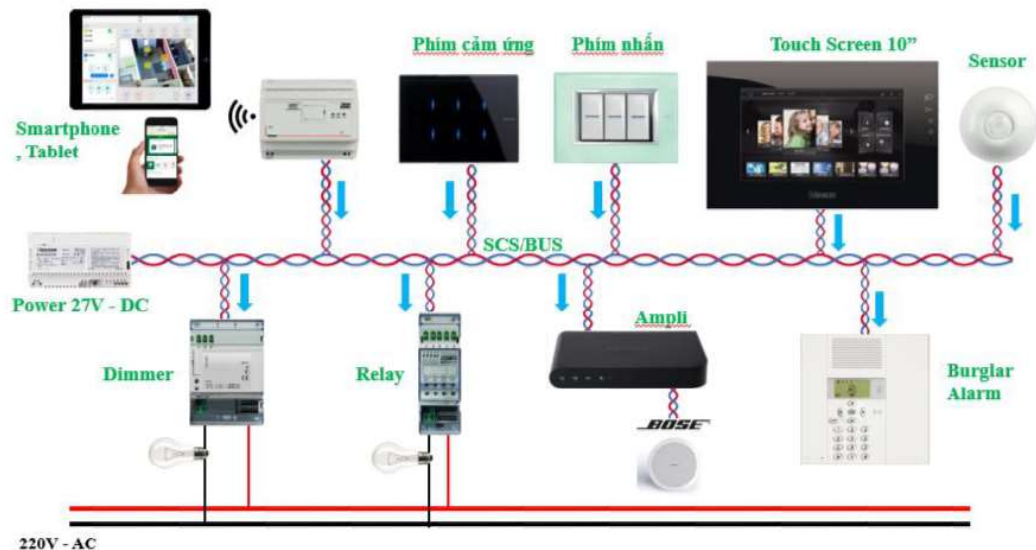 Phím cảm ứng
Phím nhấn
Touch Screen 10”
Sensor
Smartphone
, Tablet
SCS/BUS
Power 27V - DC
Dimmer
Relay
Ampli
BOSE
Burglar
Alarm
220V - AC